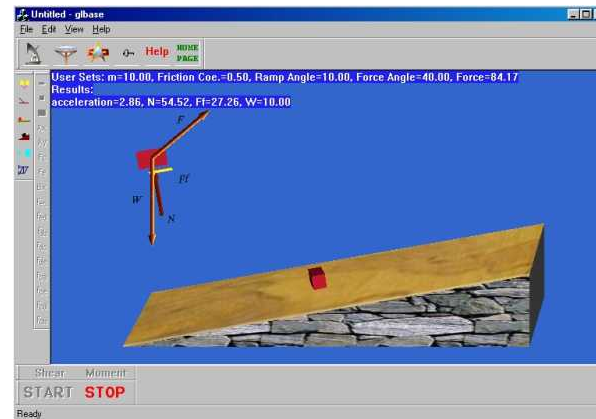 Untitled - glbase
File Edit View Help
Help HOME PAGE
User Sets: m=10.00, Friction Coe.=0.50, Ramp Angle=10.00, Force Angle=40.00, Force=84.17
Results:
acceleration=2.86, N=54.52, Ff=27.26, W=10.00
F
Ff
W
N
Shear Moment
START STOP
Ready